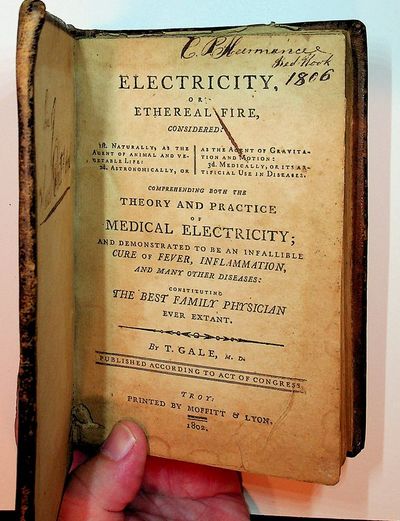 C. P. Hermance
Red Hook
1806
ELECTRICITY,
OR
ETHEREAL FIRE,
CONSIDERED:
1st. NATURALLY, AS THE
AGENT OF ANIMAL AND VE-
GETABLE LIFE:
2d. ASTRONOMICALLY, OR
AS THE AGENT OF GRAVITA-
TION AND MOTION:
3d. MEDICALLY, OR ITS AR-
TIFICIAL USE IN DISEASES.
COMPREHENDING BOTH THE
THEORY AND PRACTICE
OF
MEDICAL ELECTRICITY;
AND DEMONSTRATED TO BE AN INFALLIBLE
CURE OF FEVER, INFLAMMATION,
AND MANY OTHER DISEASES:
CONSTITUTING
THE BEST FAMILY PHYSICIAN
EVER EXTANT.
BY T. GALE, M. D.
PUBLISHED ACCORDING TO ACT OF CONGRESS.
TROY:
PRINTED BY MOFFITT & LYON.
1802.